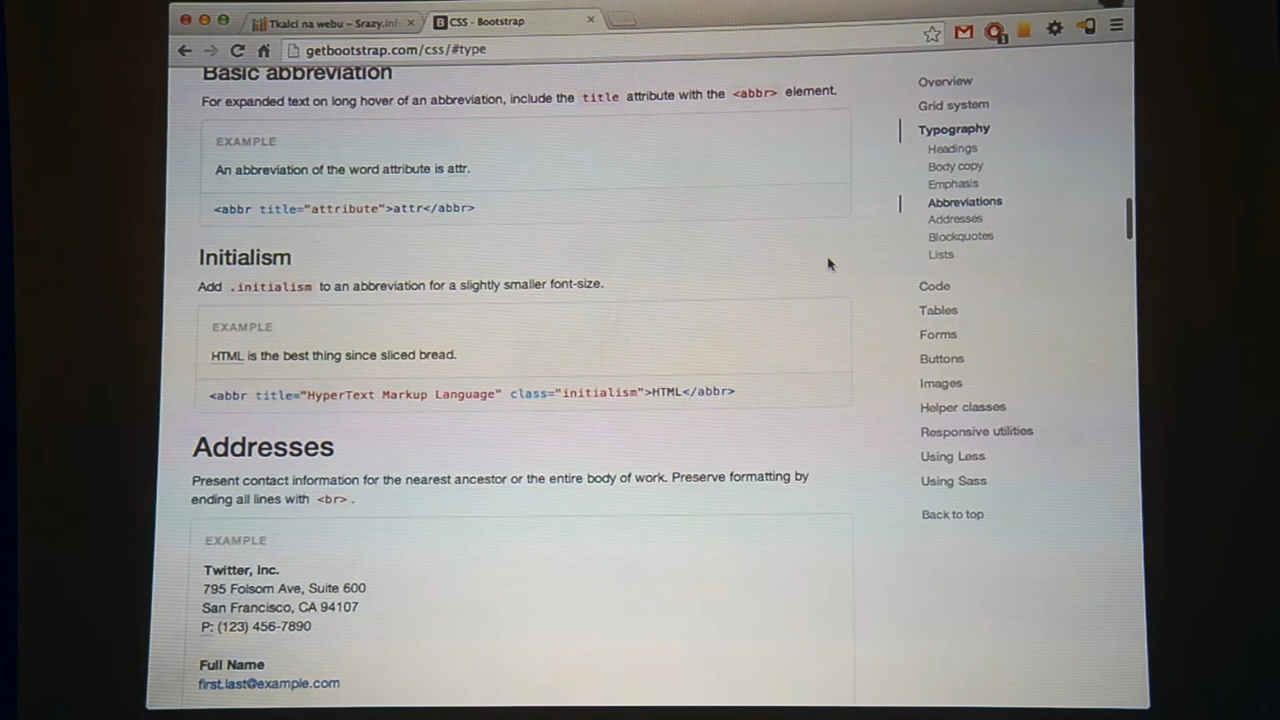 Tkalci na webu – Srazy.inf
CSS - Bootstrap
getbootstrap.com/css/#type
Basic abbreviation
For expanded text on long hover of an abbreviation, include the title attribute with the <abbr> element.
EXAMPLE
An abbreviation of the word attribute is attr.
<abbr title="attribute">attr</abbr>
Initialism
Add .initialism to an abbreviation for a slightly smaller font-size.
EXAMPLE
HTML is the best thing since sliced bread.
<abbr title="HyperText Markup Language" class="initialism">HTML</abbr>
Addresses
Present contact information for the nearest ancestor or the entire body of work. Preserve formatting by
ending all lines with <br> .
EXAMPLE
Twitter, Inc.
795 Folsom Ave, Suite 600
San Francisco, CA 94107
P: (123) 456-7890
Full Name
first.last@example.com
Overview
Grid system
Typography
Headings
Body copy
Emphasis
Abbreviations
Addresses
Blockquotes
Lists
Code
Tables
Forms
Buttons
Images
Helper classes
Responsive utilities
Using Less
Using Sass
Back to top